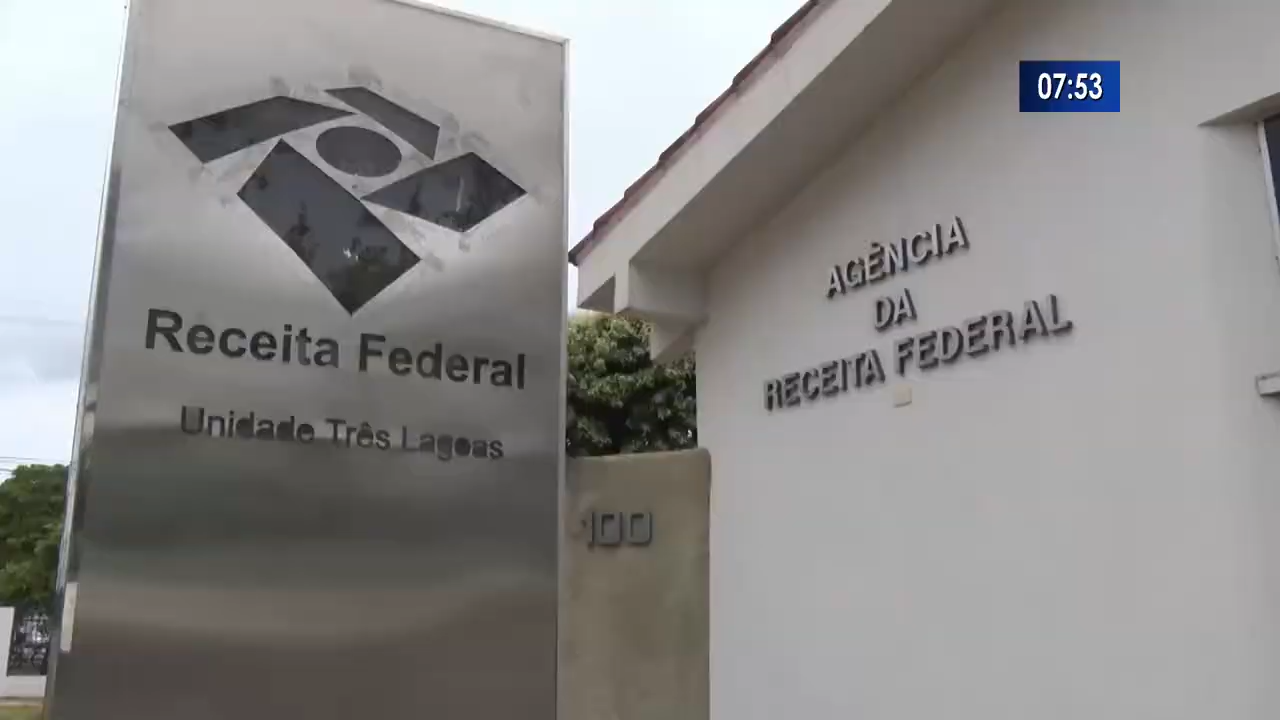 07:53
Receita Federal
Unidade Três Lagoas
AGÊNCIA
DA
RECEITA FEDERAL
100